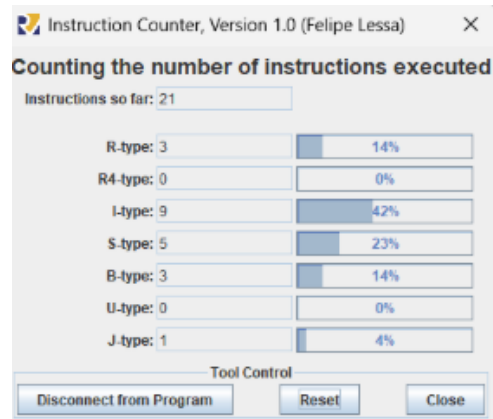 Instruction Counter, Version 1.0 (Felipe Lessa)
Counting the number of instructions executed
Instructions so far: 21
R-type: 3 14%
R4-type: 0 0%
I-type: 9 42%
S-type: 5 23%
B-type: 3 14%
U-type: 0 0%
J-type: 1 4%
Tool Control
Disconnect from Program Reset Close